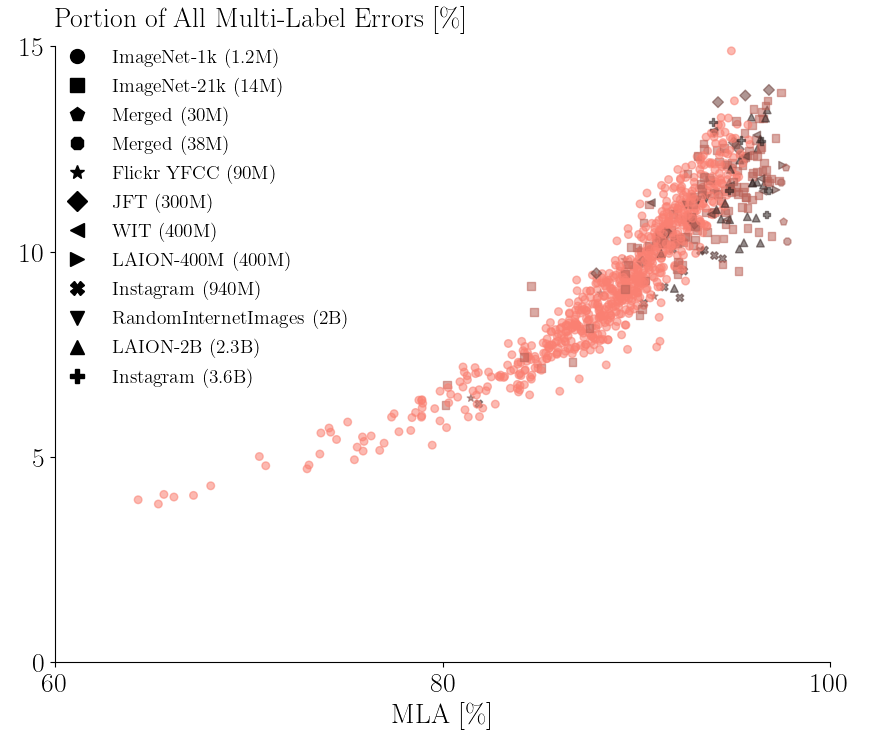 Portion of All Multi-Label Errors [%]
15
ImageNet-1k (1.2M)
ImageNet-21k (14M)
Merged (30M)
Merged (38M)
Flickr YFCC (90M)
JFT (300M)
WIT (400M)
10
LAION-400M (400M)
Instagram (940M)
RandomInternetImages (2B)
LAION-2B (2.3B)
Instagram (3.6B)
5
0
60
80
100
MLA [%]